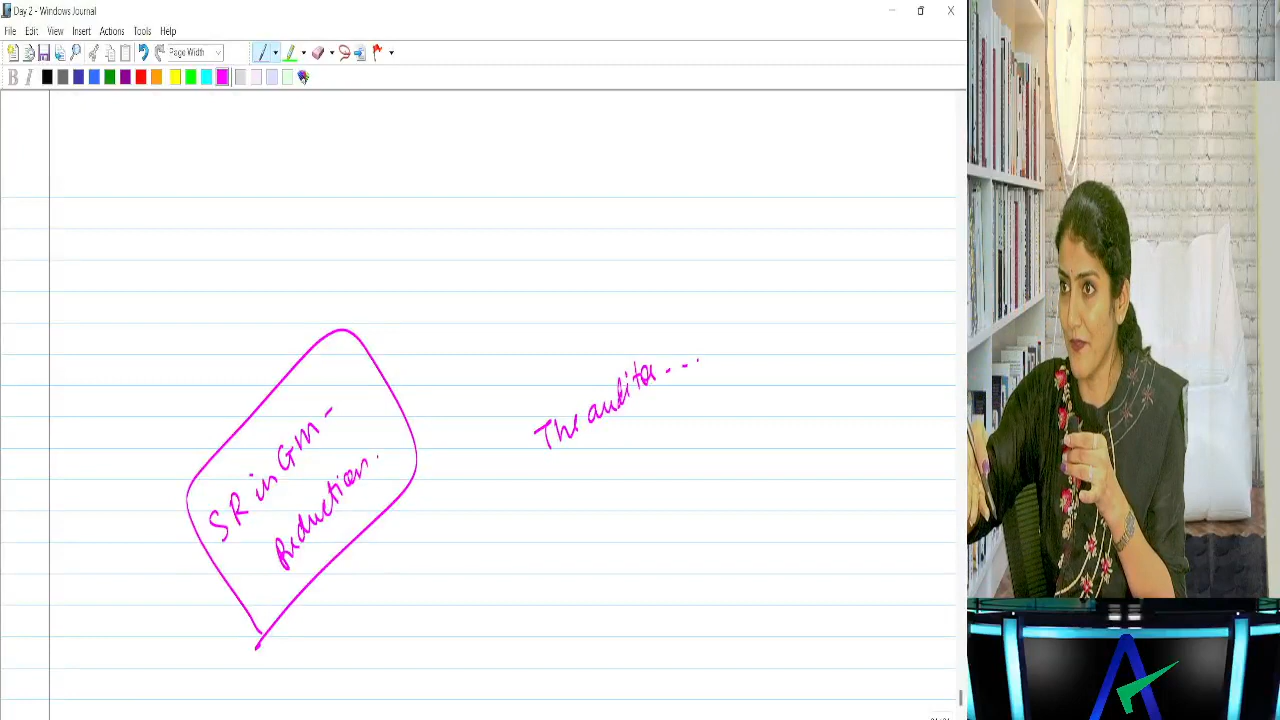 Day 2 - Windows Journal
File Edit View Insert Actions Tools Help
Page Width
B I
The auditor - - -
SR in GM -
Reduction.